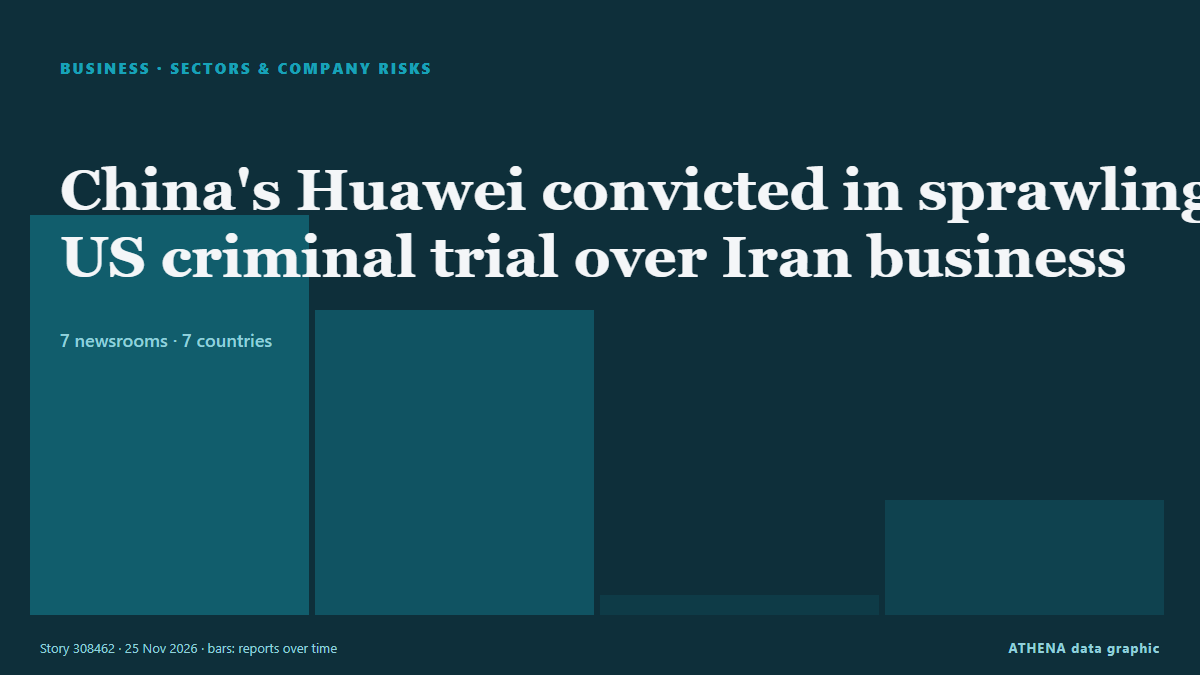 BUSINESS · SECTORS & COMPANY RISKS
China's Huawei convicted in sprawling
US criminal trial over Iran business
7 newsrooms · 7 countries
Story 308462 · 25 Nov 2026 · bars: reports over time
ATHENA data graphic